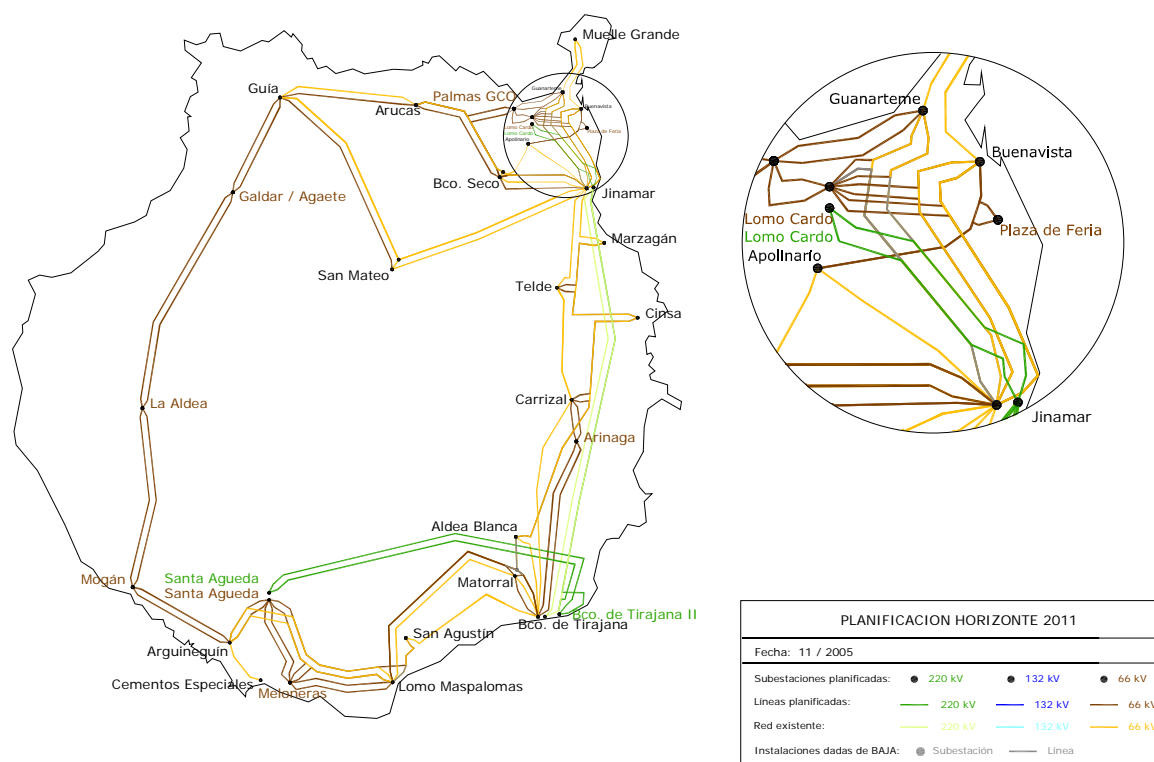 Muelle Grande
Guía
Palmas GCO
Arucas
Guanarteme
Buenavista
Plaza de Feria
Lomo Cardo
Lomo Cardo
Apolinario
Bco. Seco
Jinamar
Galdar / Agaete
Marzagán
San Mateo
Telde
Cinsa
La Aldea
Carrizal
Arinaga
Aldea Blanca
Santa Agueda
Santa Agueda
Mogán
Matorral
Bco. de Tirajana II
Bco. de Tirajana
San Agustín
Arguineguín
Cementos Especiales
Meloneras
Lomo Maspalomas
Guanarteme
Buenavista
Lomo Cardo
Lomo Cardo
Plaza de Feria
Apolinario
Jinamar
PLANIFICACION HORIZONTE 2011
Fecha: 11 / 2005
Subestaciones planificadas: 220 kV 132 kV 66 kV
Líneas planificadas: 220 kV 132 kV 66 kV
Red existente: 220 kV 132 kV 66 kV
Instalaciones dadas de BAJA: Subestación Línea